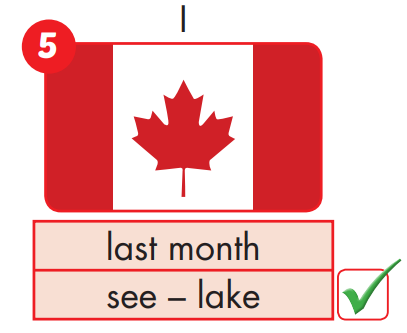 I
5
last month
see – lake